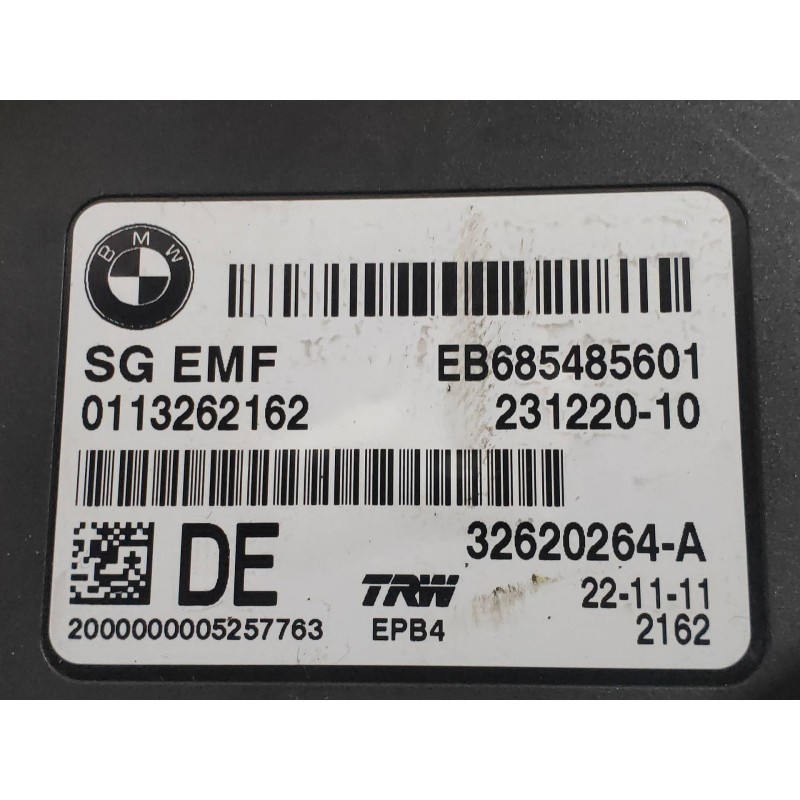 BMW
SG EMF EB685485601
0113262162 231220-10
DE 32620264-A
TRW 22-11-11
2000000005257763 EPB4 2162